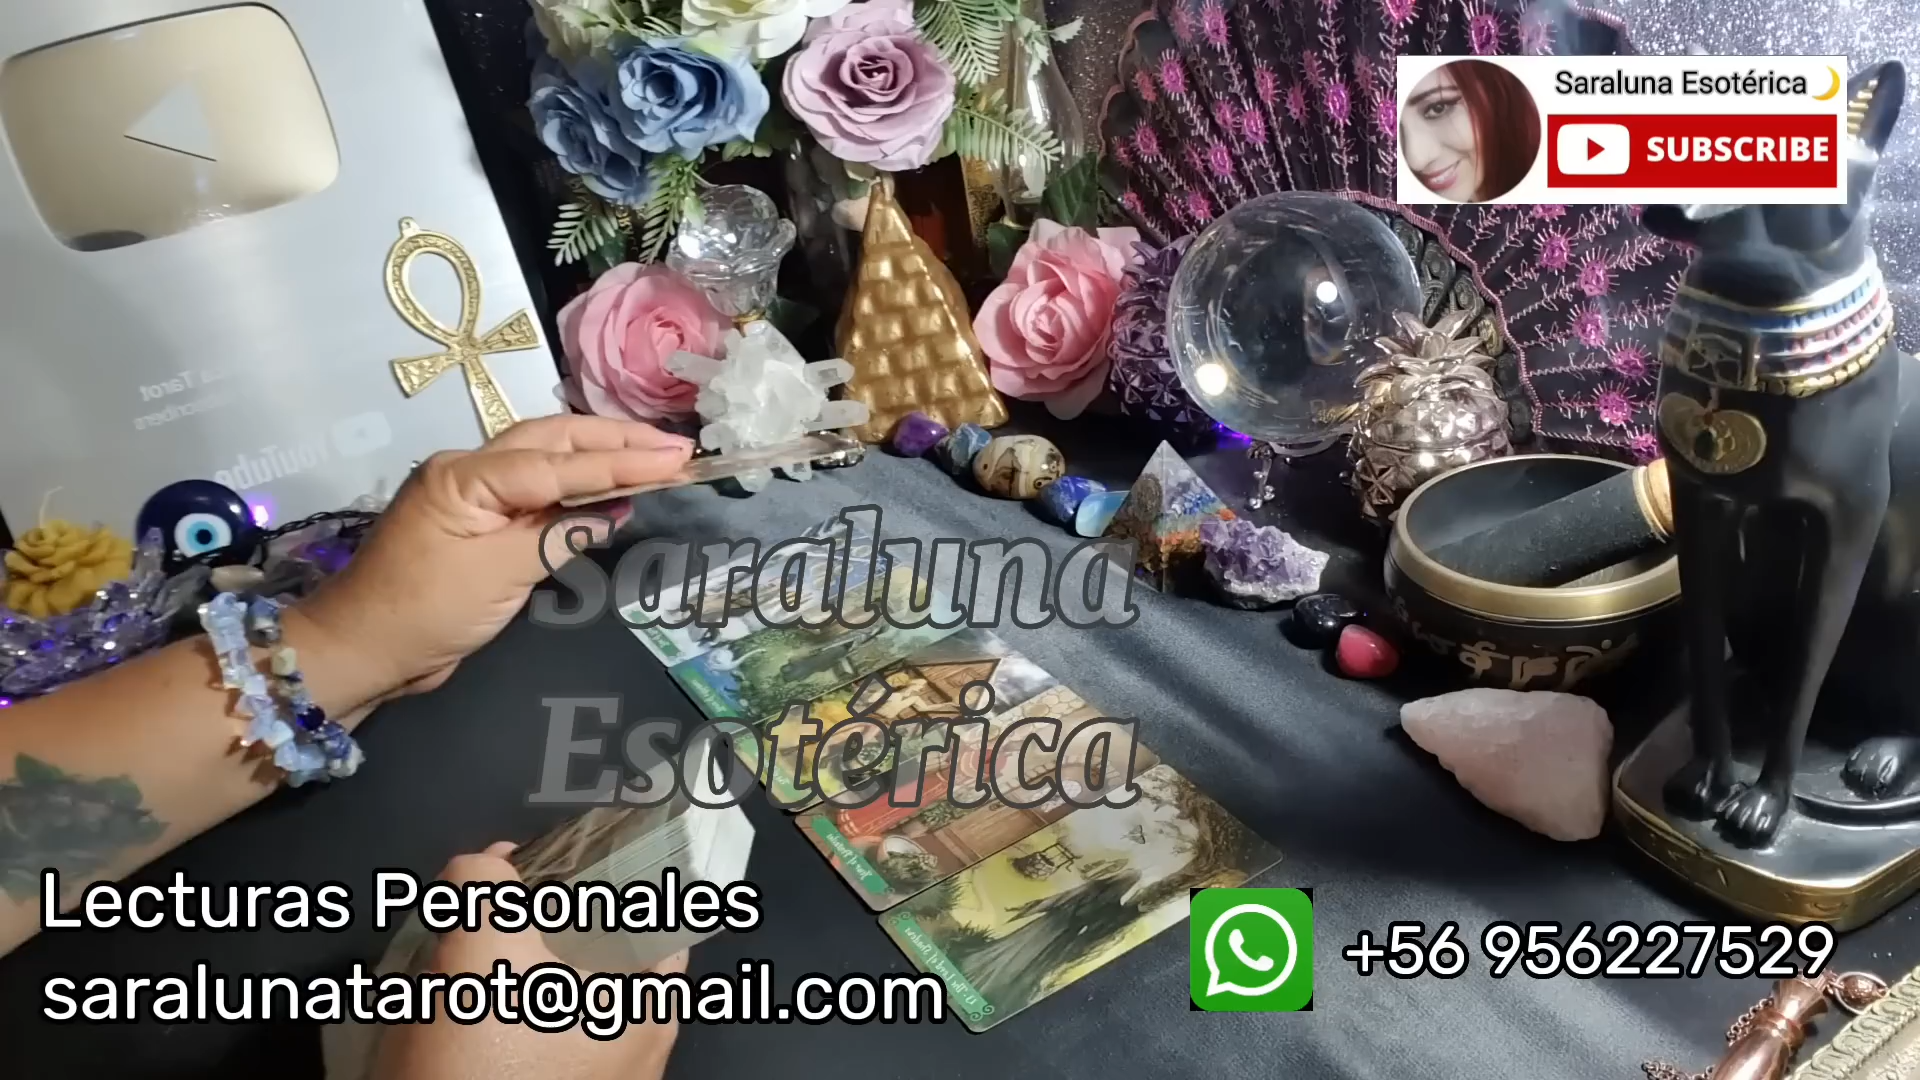 Saraluna Esotérica🌙
SUBSCRIBE
Saraluna
Esotérica
Lecturas Personales
saralunatarot@gmail.com
+56 956227529